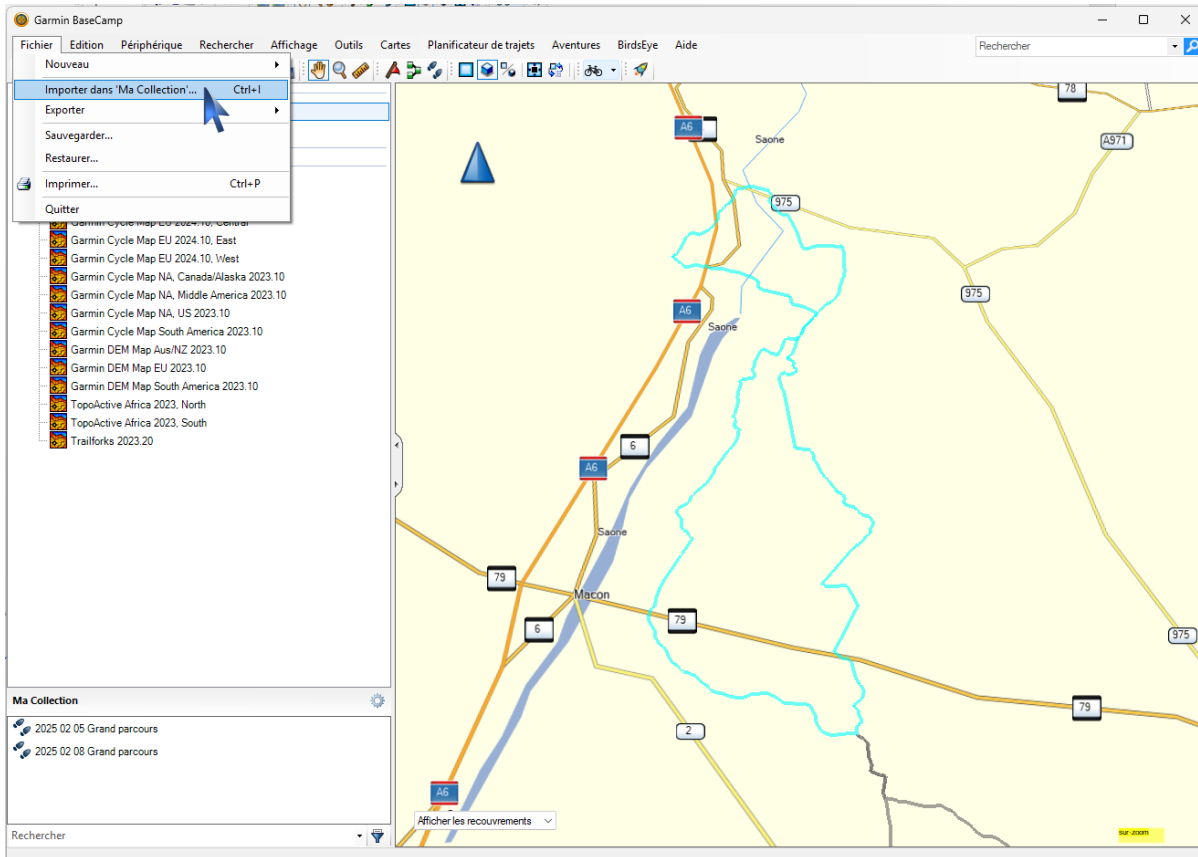 Garmin BaseCamp
Fichier Edition Périphérique Rechercher Affichage Outils Cartes Planificateur de trajets Aventures BirdsEye Aide
Rechercher
Nouveau
Importer dans 'Ma Collection'... Ctrl+I
Exporter
Sauvegarder...
Restaurer...
Imprimer... Ctrl+P
Quitter
Garmin Cycle Map EU 2024.10, Central
Garmin Cycle Map EU 2024.10, East
Garmin Cycle Map EU 2024.10, West
Garmin Cycle Map NA, Canada/Alaska 2023.10
Garmin Cycle Map NA, Middle America 2023.10
Garmin Cycle Map NA, US 2023.10
Garmin Cycle Map South America 2023.10
Garmin DEM Map Aus/NZ 2023.10
Garmin DEM Map EU 2023.10
Garmin DEM Map South America 2023.10
TopoActive Africa 2023, North
TopoActive Africa 2023, South
Trailforks 2023.20
Ma Collection
2025 02 05 Grand parcours
2025 02 08 Grand parcours
Rechercher
78
A6
Saone
A971
975
975
A6
Saone
6
A6
Saone
79
Macon
79
6
975
79
2
A6
Afficher les recouvrements
sur-zoom